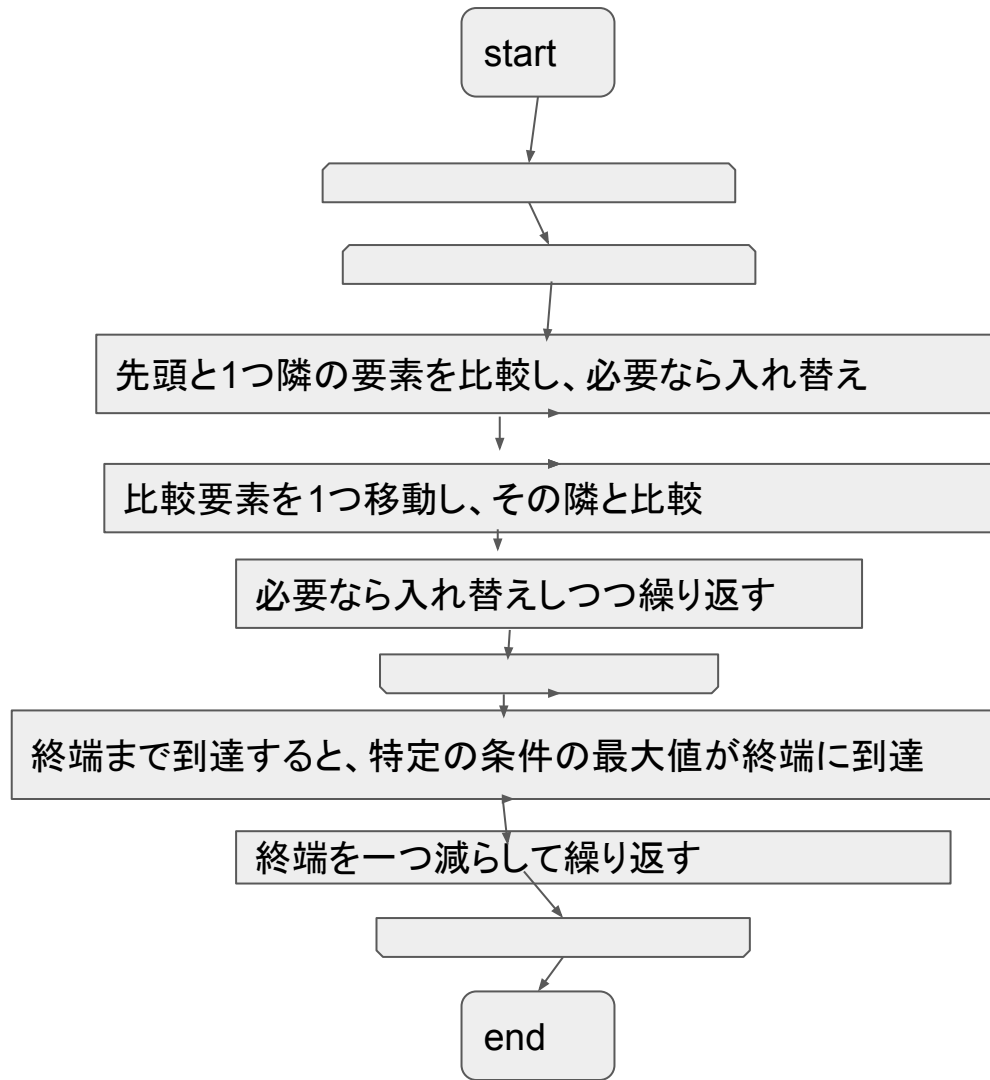 start
先頭と1つ隣の要素を比較し、必要なら入れ替え
比較要素を1つ移動し、その隣と比較
必要なら入れ替えしつつ繰り返す
終端まで到達すると、特定の条件の最大値が終端に到達
終端を一つ減らして繰り返す
end